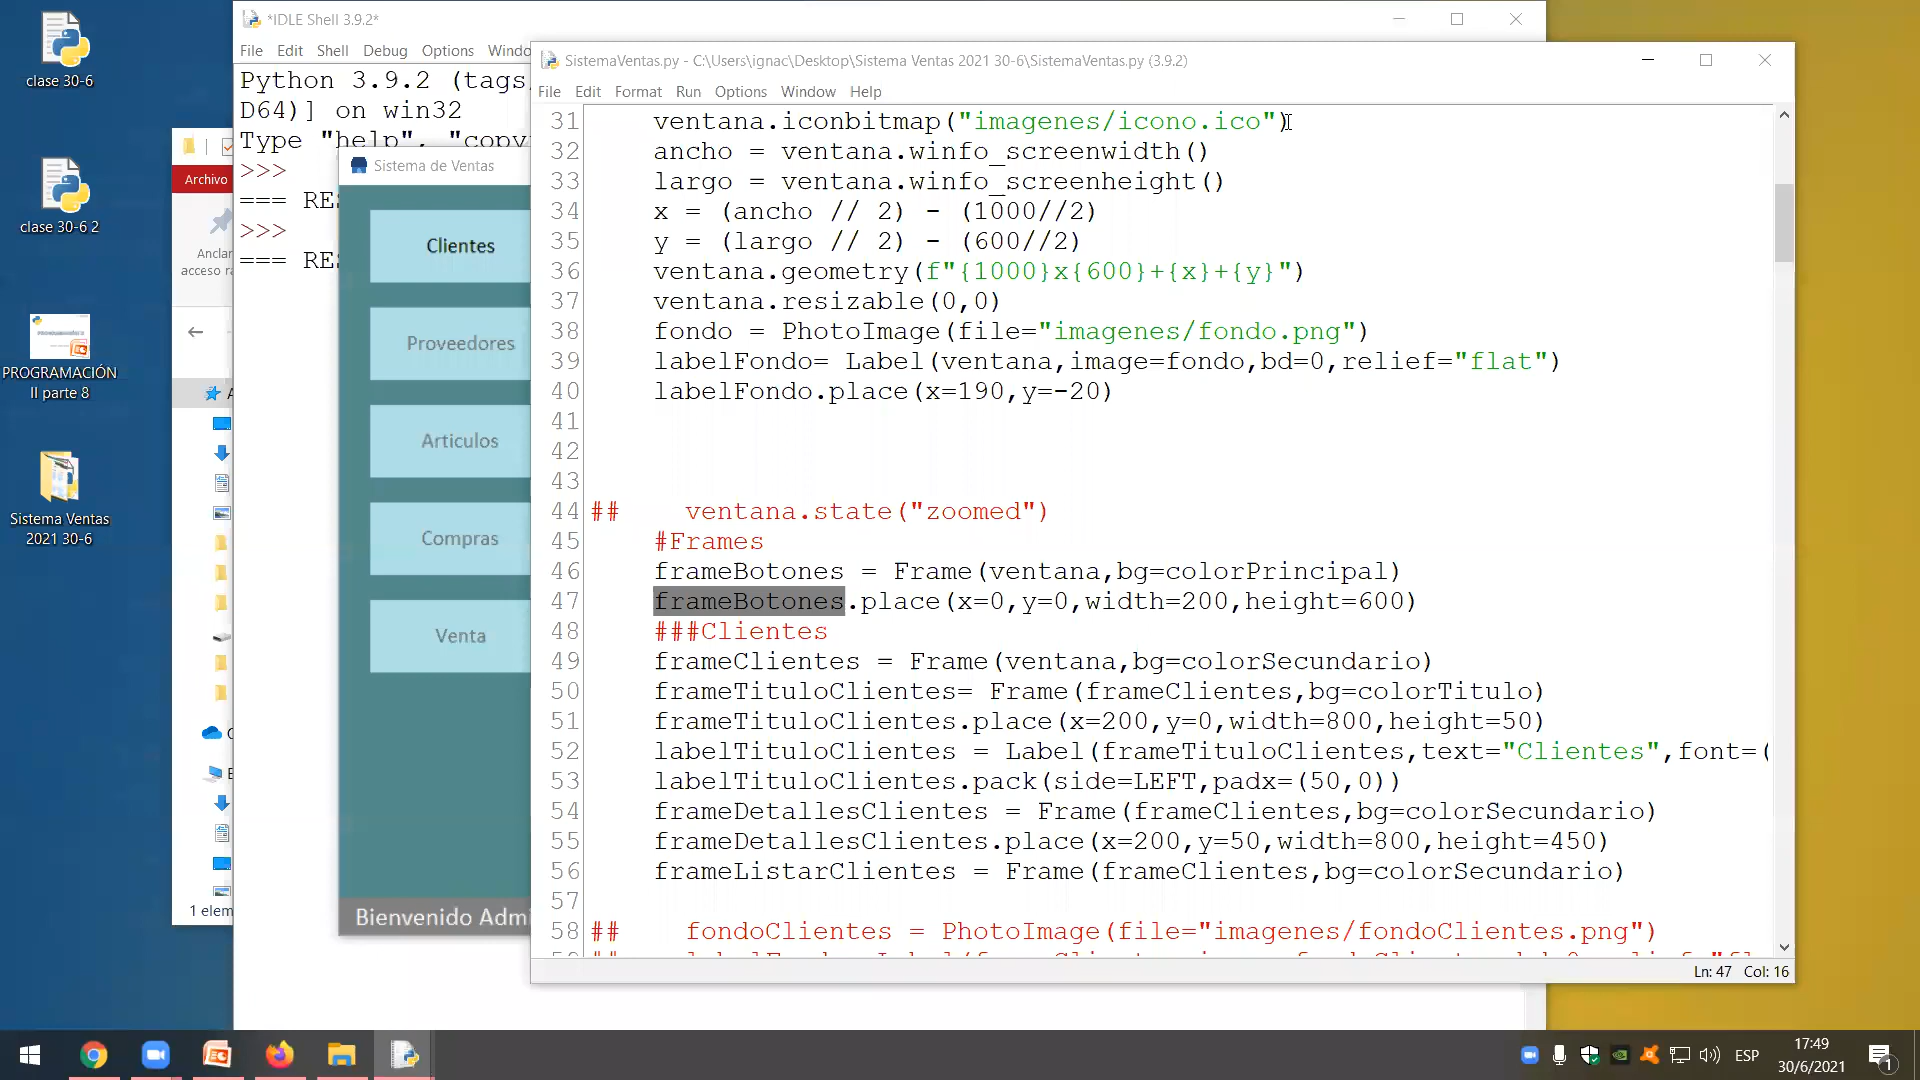 clase 30-6
clase 30-6 2
PROGRAMACIÓN
II parte 8
Sistema Ventas
2021 30-6
*IDLE Shell 3.9.2*
File Edit Shell Debug Options
Python 3.9.2 (tags
D64)] on win32
Type "help", "copy
>>>
=== RE
>>>
=== RE
Archivo
1 elem
Sistema de Ventas
Clientes
Proveedores
Articulos
Compras
Venta
Bienvenido Admi
SistemaVentas.py - C:\Users\ignac\Desktop\Sistema Ventas 2021 30-6\SistemaVentas.py (3.9.2)
File Edit Format Run Options Window Help
31 ventana.iconbitmap("imagenes/icono.ico")
32 ancho = ventana.winfo_screenwidth()
33 largo = ventana.winfo_screenheight()
34 x = (ancho // 2) - (1000//2)
35 y = (largo // 2) - (600//2)
36 ventana.geometry(f"{1000}x{600}+{x}+{y}")
37 ventana.resizable(0,0)
38 fondo = PhotoImage(file="imagenes/fondo.png")
39 labelFondo= Label(ventana,image=fondo,bd=0,relief="flat")
40 labelFondo.place(x=190,y=-20)
41
42
43
44 ## ventana.state("zoomed")
45 #Frames
46 frameBotones = Frame(ventana,bg=colorPrincipal)
47 frameBotones.place(x=0,y=0,width=200,height=600)
48 ###Clientes
49 frameClientes = Frame(ventana,bg=colorSecundario)
50 frameTituloClientes= Frame(frameClientes,bg=colorTitulo)
51 frameTituloClientes.place(x=200,y=0,width=800,height=50)
52 labelTituloClientes = Label(frameTituloClientes,text="Clientes",font=(
53 labelTituloClientes.pack(side=LEFT,padx=(50,0))
54 frameDetallesClientes = Frame(frameClientes,bg=colorSecundario)
55 frameDetallesClientes.place(x=200,y=50,width=800,height=450)
56 frameListarClientes = Frame(frameClientes,bg=colorSecundario)
57
58 ## fondoClientes = PhotoImage(file="imagenes/fondoClientes.png")
Ln: 47 Col: 16
ESP
17:49
30/6/2021
1